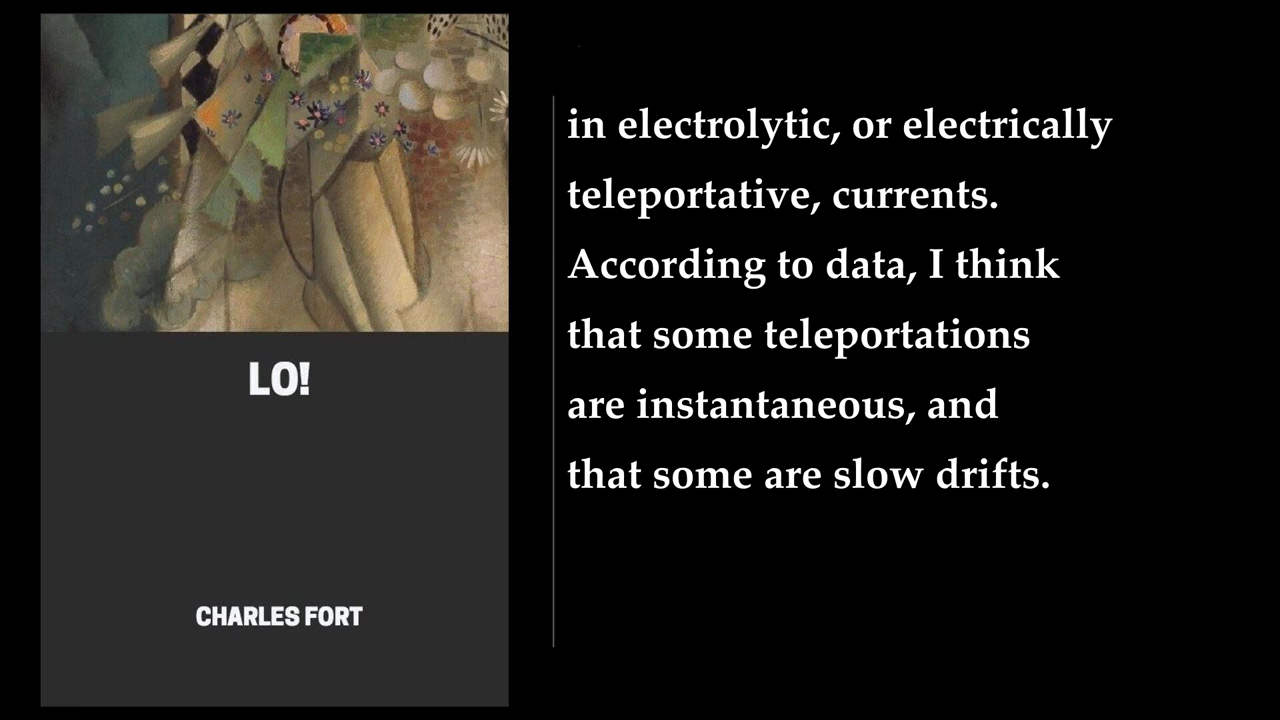 LO!
CHARLES FORT
in electrolytic, or electrically
teleportative, currents.
According to data, I think
that some teleportations
are instantaneous, and
that some are slow drifts.